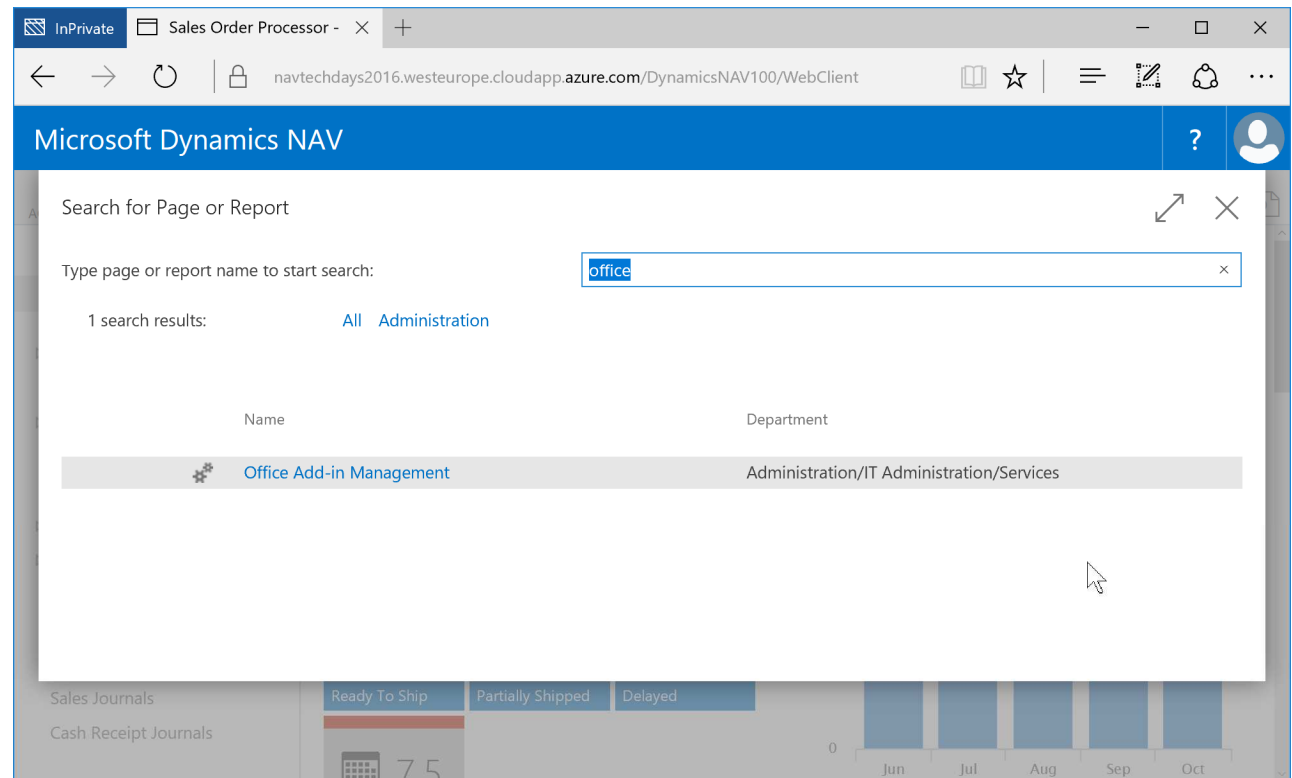 InPrivate Sales Order Processor -
navtechdays2016.westeurope.cloudapp.azure.com/DynamicsNAV100/WebClient
Microsoft Dynamics NAV ?
Search for Page or Report
Type page or report name to start search: office
1 search results: All Administration
Name Department
Office Add-in Management Administration/IT Administration/Services
Sales Journals Ready To Ship Partially Shipped Delayed
Cash Receipt Journals
0
7.5
Jun Jul Aug Sep Oct